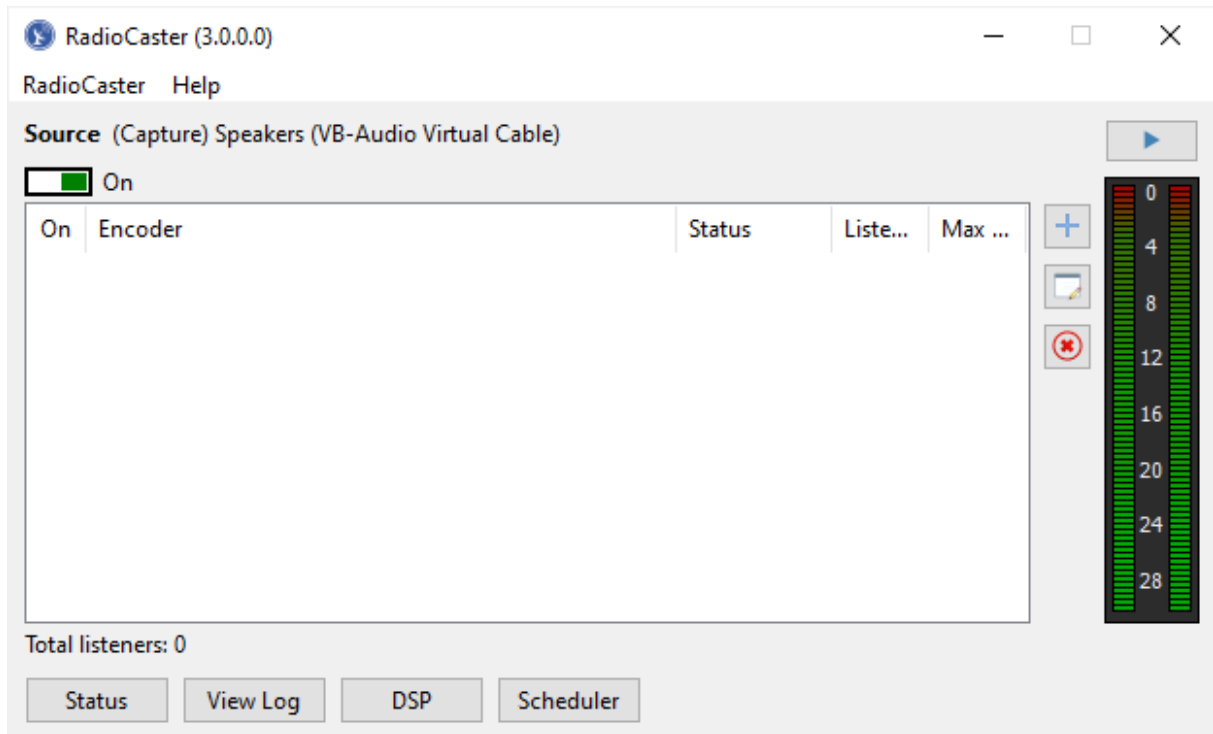 RadioCaster (3.0.0.0)
RadioCaster Help
Source (Capture) Speakers (VB-Audio Virtual Cable)
On
On Encoder Status Liste... Max ...
0
4
8
12
16
20
24
28
Total listeners: 0
Status View Log DSP Scheduler